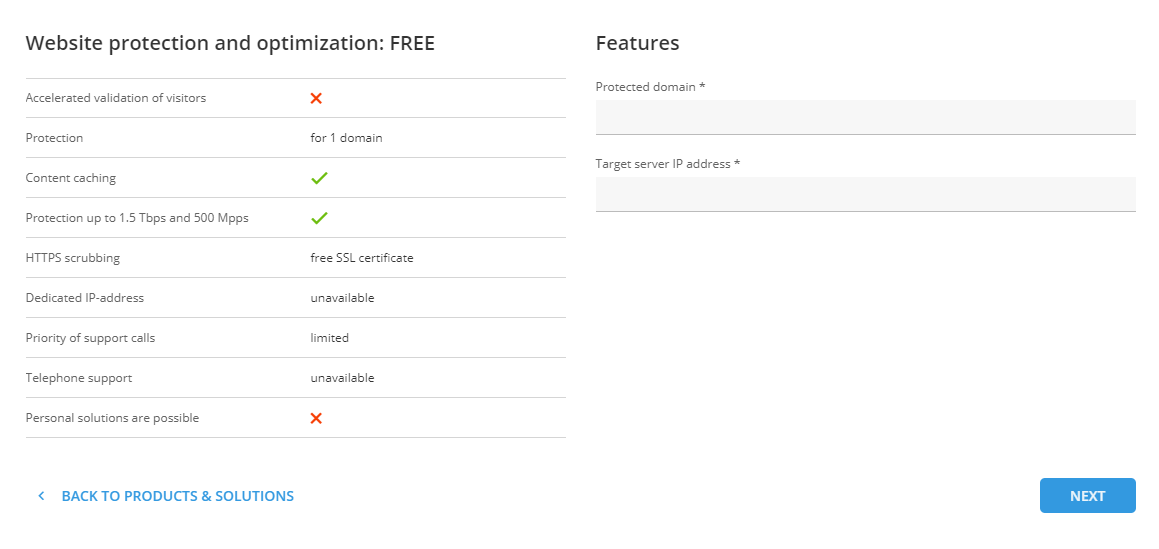 Website protection and optimization: FREE
Accelerated validation of visitors
Protection for 1 domain
Content caching
Protection up to 1.5 Tbps and 500 Mpps
HTTPS scrubbing free SSL certificate
Dedicated IP-address unavailable
Priority of support calls limited
Telephone support unavailable
Personal solutions are possible
Features
Protected domain *
Target server IP address *
BACK TO PRODUCTS & SOLUTIONS
NEXT